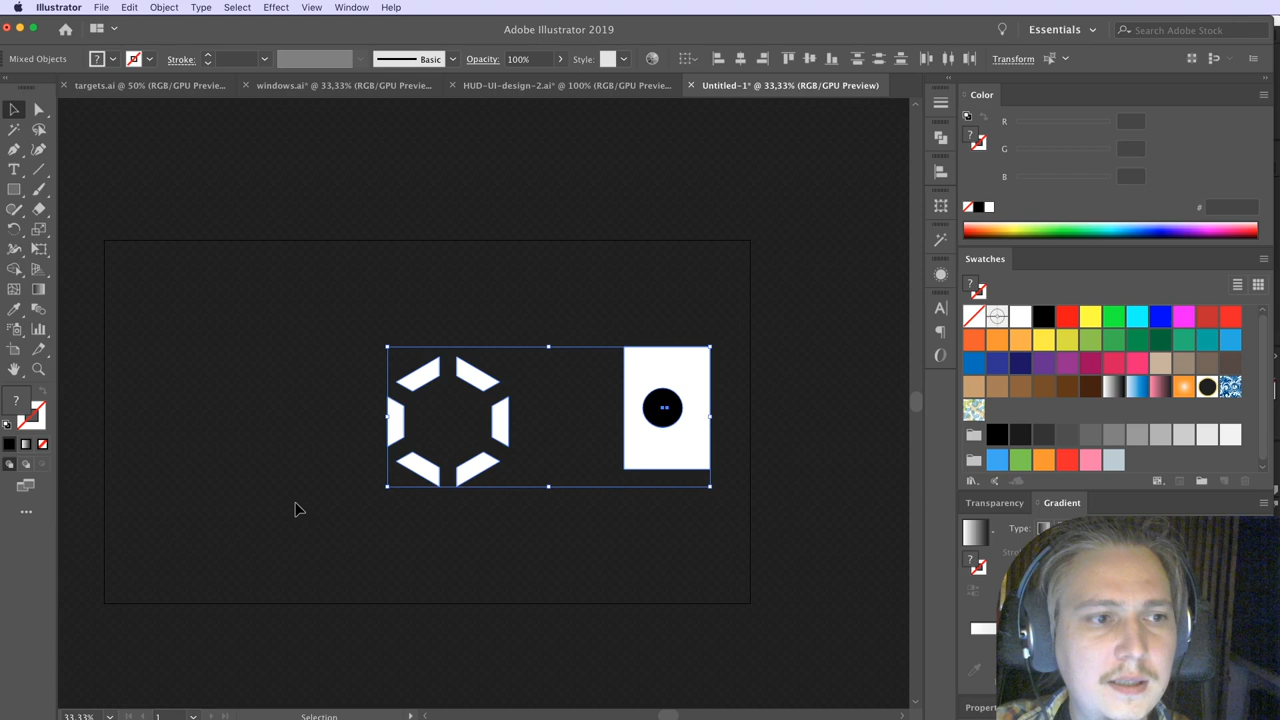 Illustrator File Edit Object Type Select Effect View Window Help
Adobe Illustrator 2019
Essentials
Search Adobe Stock
Mixed Objects ? Stroke: Basic Opacity: 100% Style: Transform
targets.ai @ 50% (RGB/GPU Previe...
windows.ai* @ 33,33% (RGB/GPU Previe...
HUD-UI-design-2.ai* @ 100% (RGB/GPU Previe...
Untitled-1* @ 33,33% (RGB/GPU Preview)
Color
R
G
B
#
Swatches
Transparency Gradient
Type:
Stro
Propert
33,33% 1 Selection